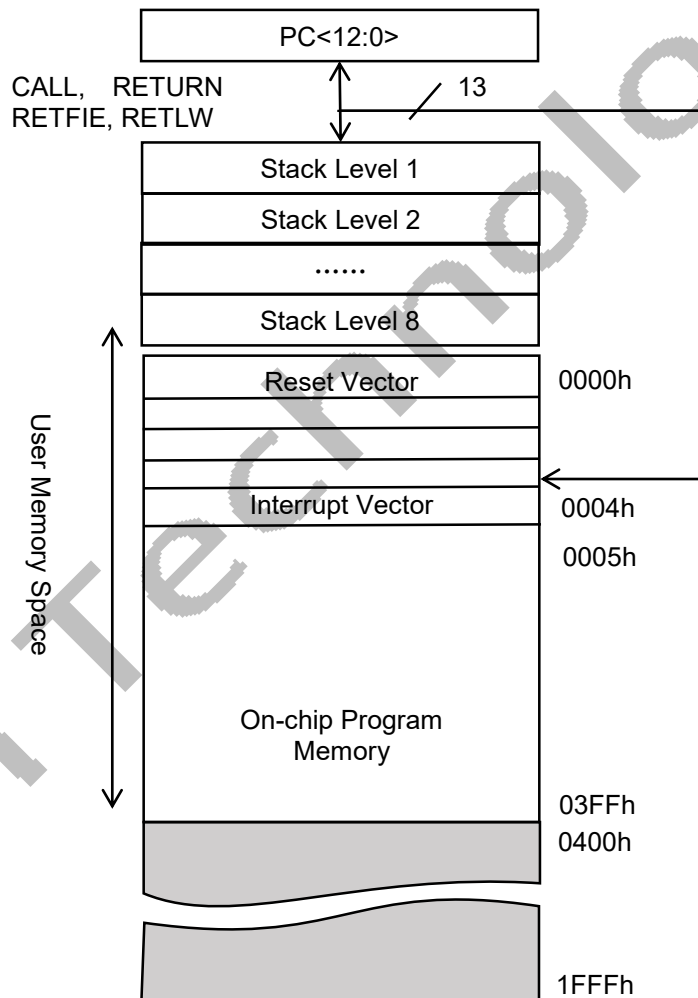 PC<12:0>
CALL, RETURN
RETFIE, RETLW
13
Stack Level 1
Stack Level 2
......
Stack Level 8
Reset Vector
0000h
Interrupt Vector
0004h
0005h
User Memory Space
On-chip Program
Memory
03FFh
0400h
1FFFh
Technolo